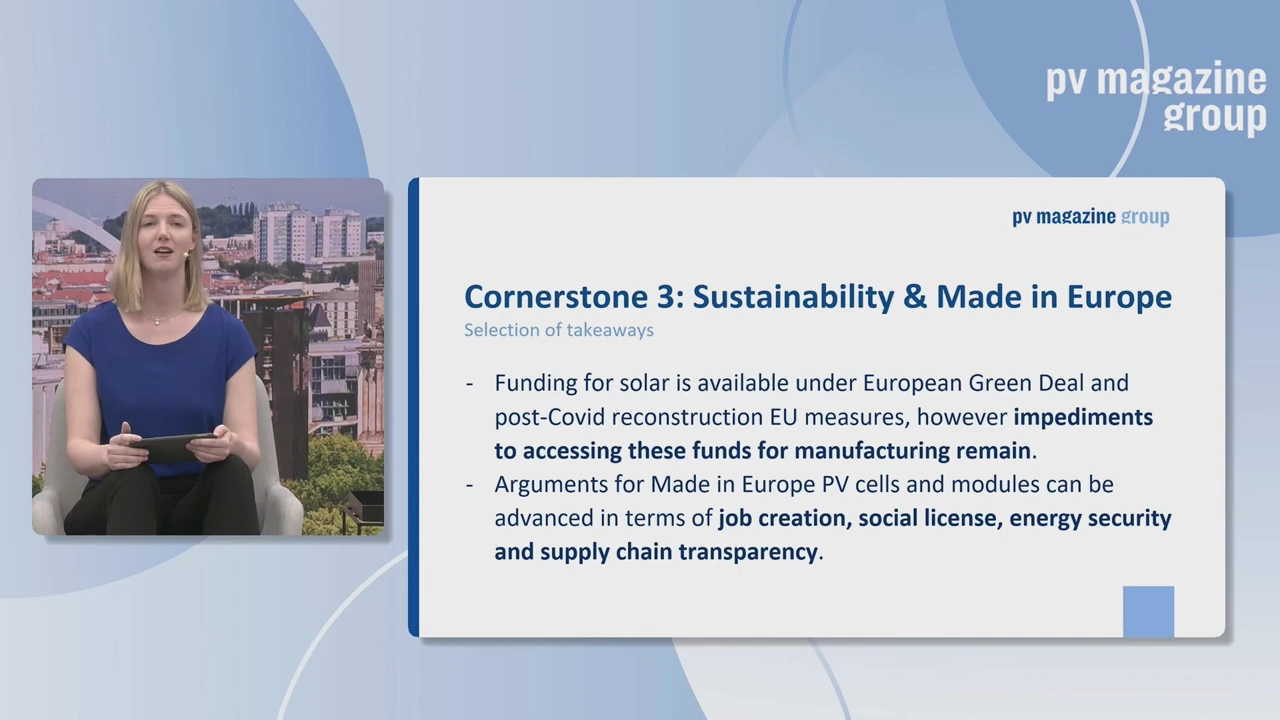 pv magazine
group
pv magazine group
Cornerstone 3: Sustainability & Made in Europe
Selection of takeaways
- Funding for solar is available under European Green Deal and
post-Covid reconstruction EU measures, however impediments
to accessing these funds for manufacturing remain.
- Arguments for Made in Europe PV cells and modules can be
advanced in terms of job creation, social license, energy security
and supply chain transparency.